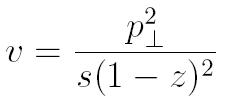 v = \frac{p_{\perp}^{2}}{s(1-z)^{2}}